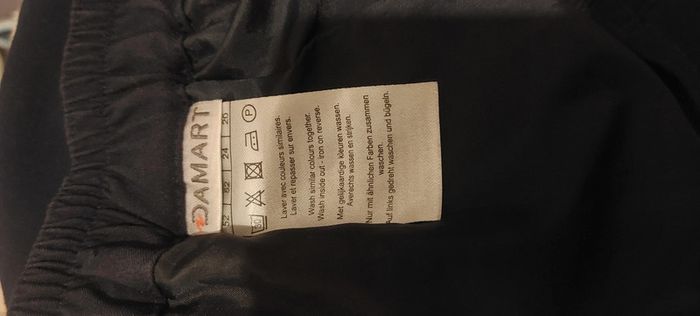 DAMART
52 52 24 26
30 P
Laver avec couleurs similaires.
Laver et repasser sur envers.
Wash similar colours together.
Wash inside out - iron on reverse.
Met gelijkaardige kleuren wassen.
Averechts wassen en strijken.
Nur mit ähnlichen Farben zusammen
waschen.
Auf links gedreht waschen und bügeln.